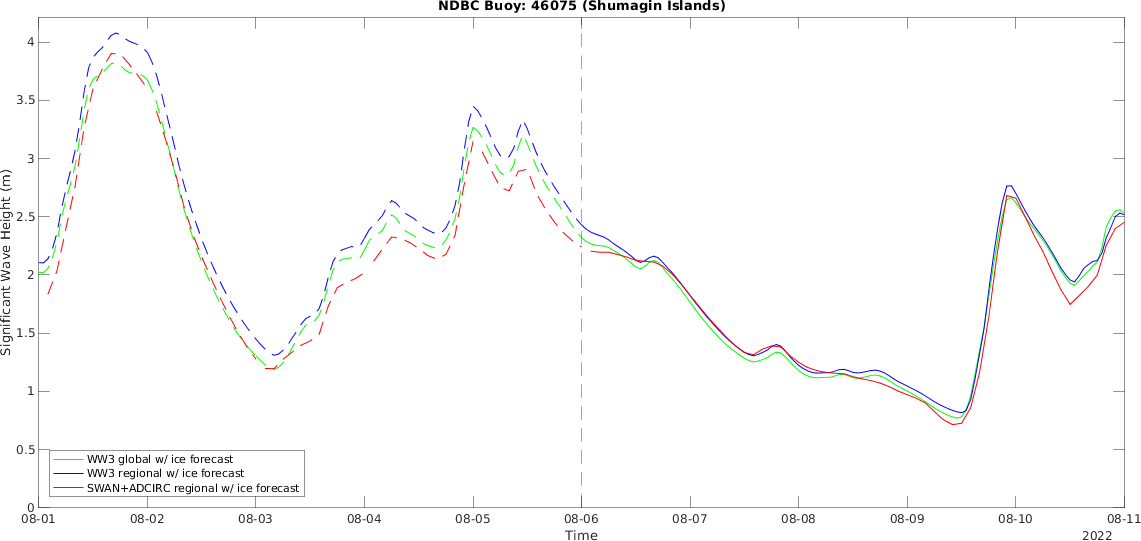 NDBC Buoy: 46075 (Shumagin Islands)
4
3.5
3
2.5
2
1.5
1
0.5
0
Significant Wave Height (m)
WW3 global w/ ice forecast
WW3 regional w/ ice forecast
SWAN+ADCIRC regional w/ ice forecast
08-01 08-02 08-03 08-04 08-05 08-06 08-07 08-08 08-09 08-10 08-11
Time
2022